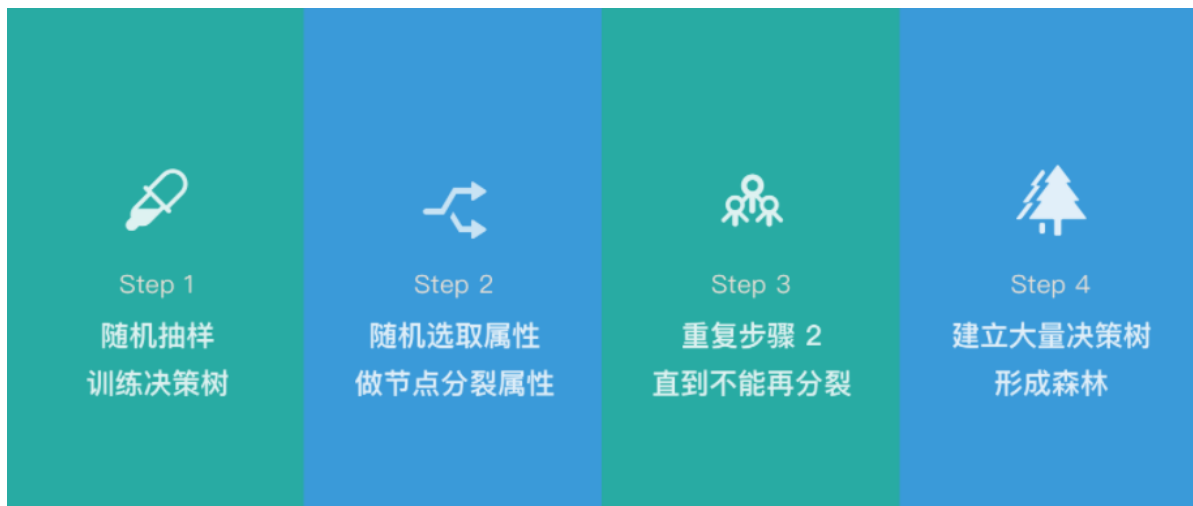 Step 1
随机抽样
训练决策树
Step 2
随机选取属性
做节点分裂属性
Step 3
重复步骤 2
直到不能再分裂
Step 4
建立大量决策树
形成森林